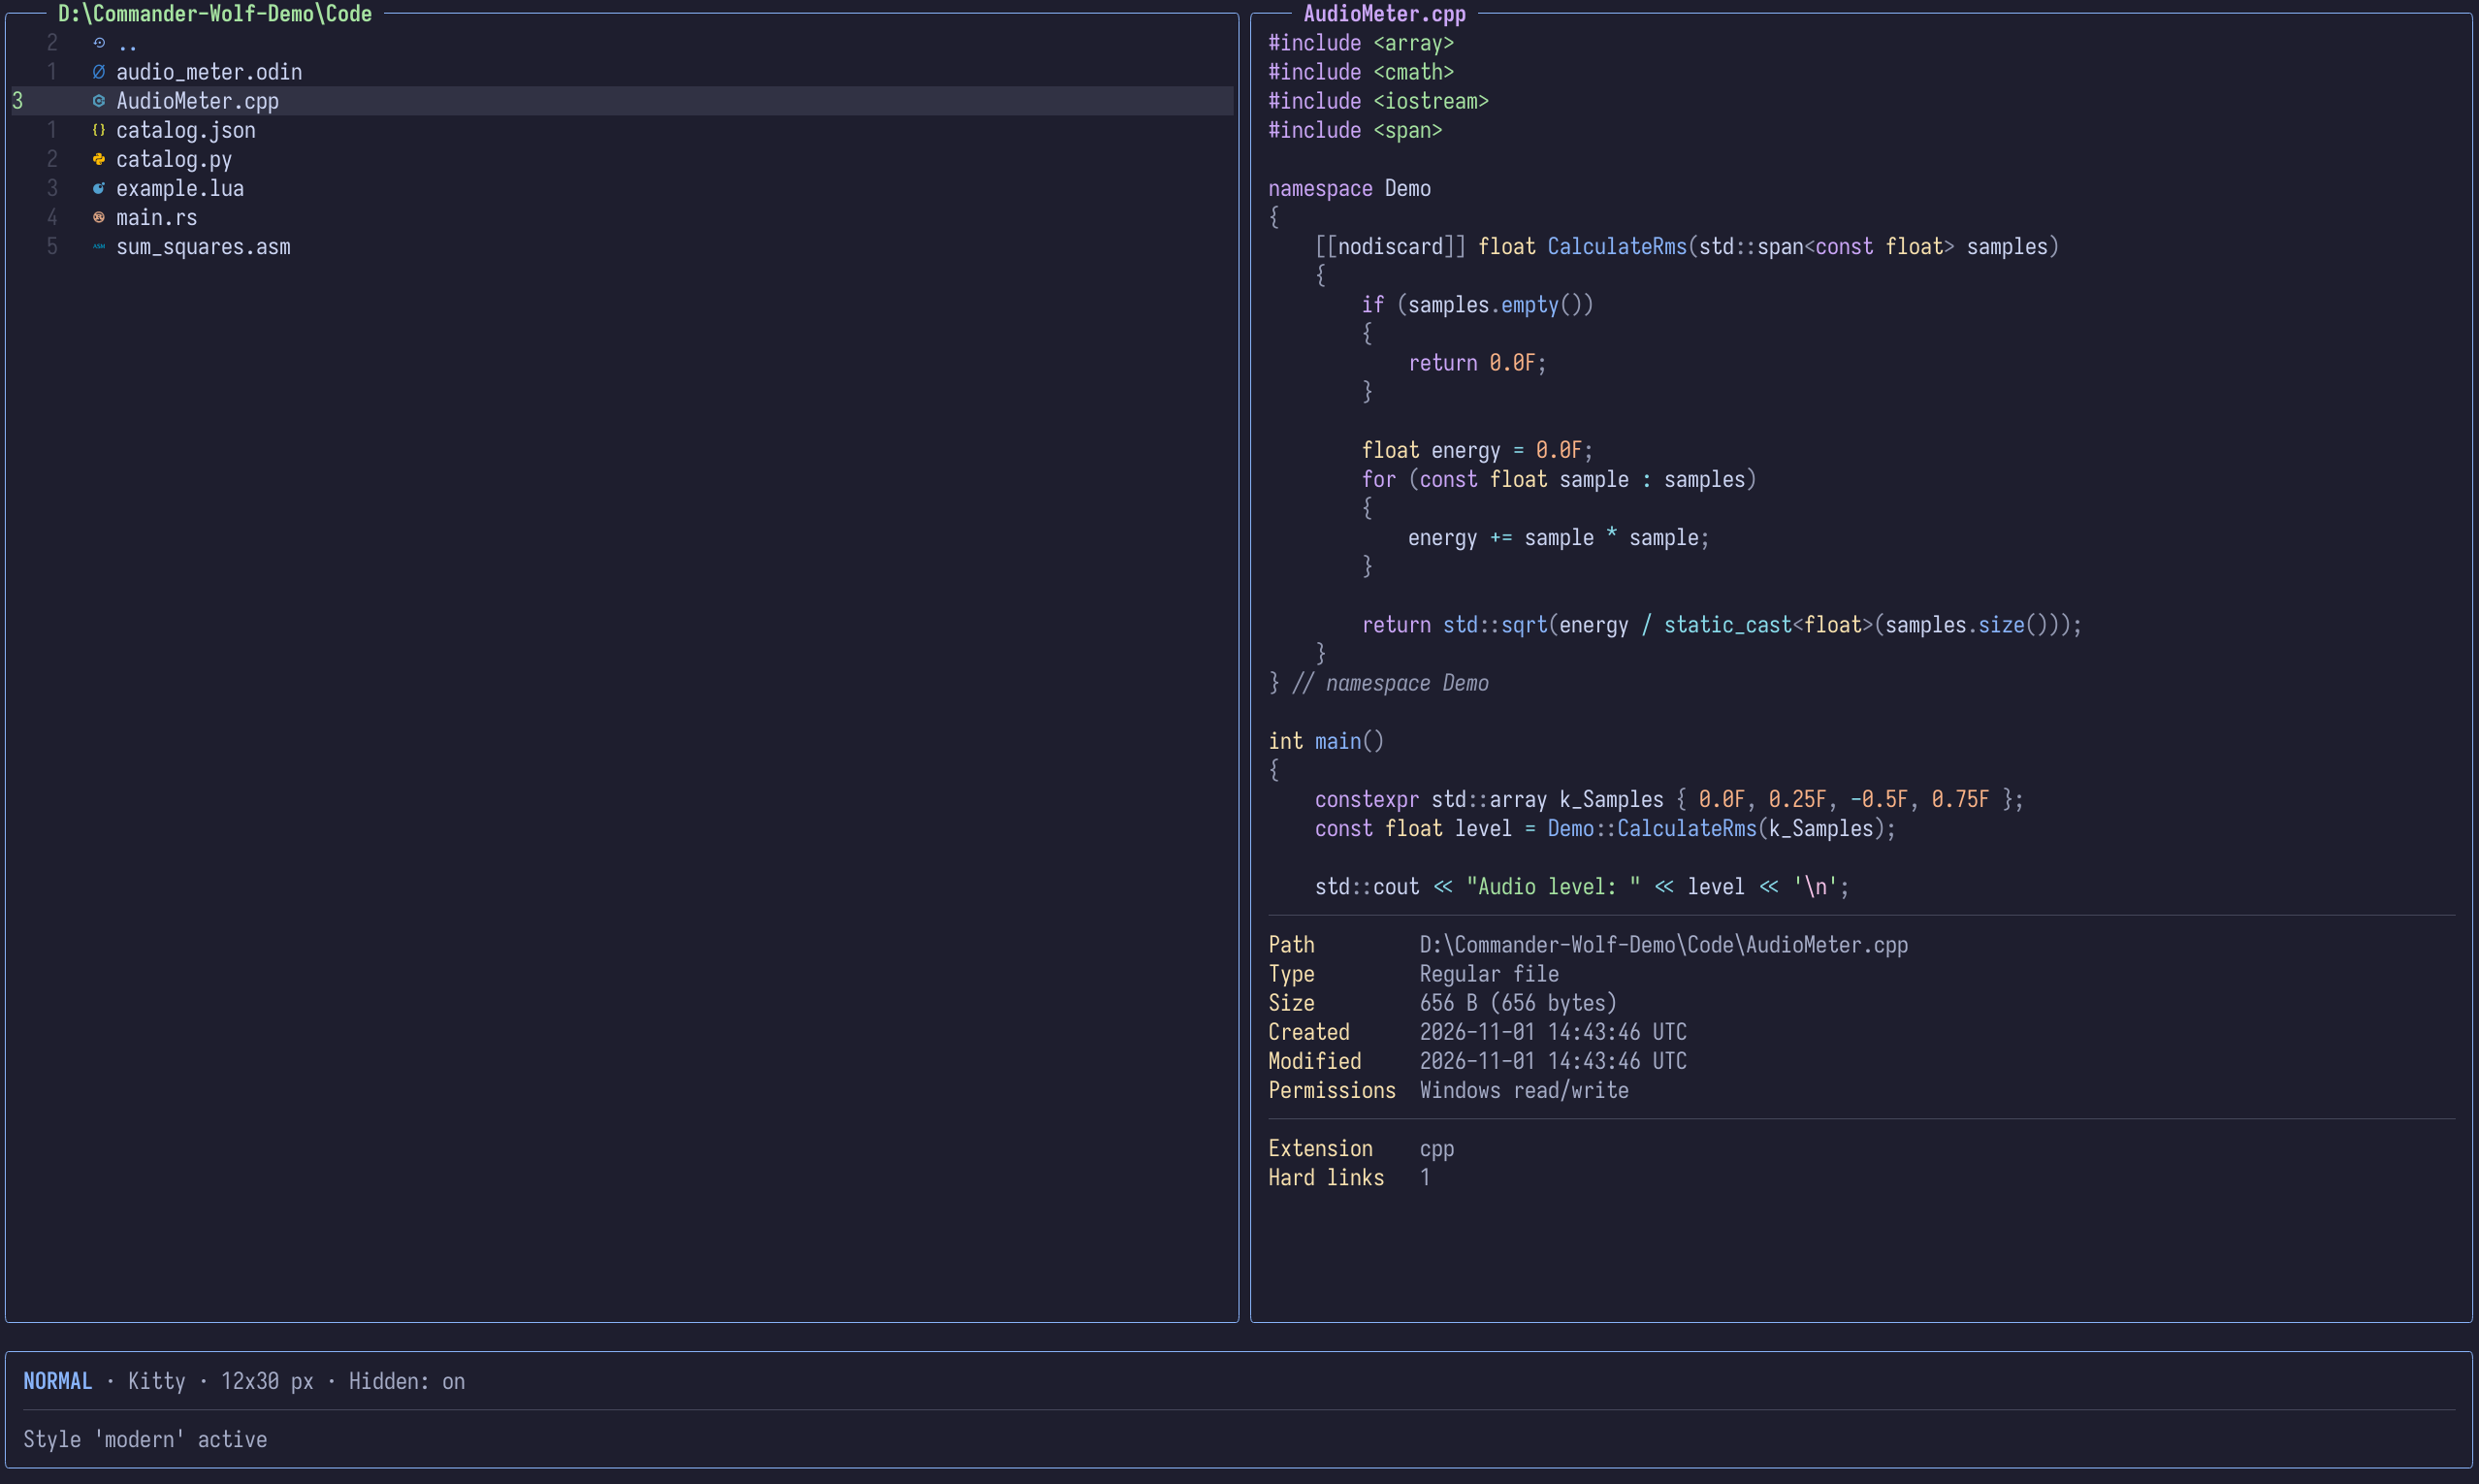 D:\Commander-Wolf-Demo\Code
2 ..
1 audio_meter.odin
3 AudioMeter.cpp
1 {} catalog.json
2 catalog.py
3 example.lua
4 main.rs
5 ASM sum_squares.asm
AudioMeter.cpp
#include <array>
#include <cmath>
#include <iostream>
#include <span>

namespace Demo
{
    [[nodiscard]] float CalculateRms(std::span<const float> samples)
    {
        if (samples.empty())
        {
            return 0.0F;
        }

        float energy = 0.0F;
        for (const float sample : samples)
        {
            energy += sample * sample;
        }

        return std::sqrt(energy / static_cast<float>(samples.size()));
    }
} // namespace Demo

int main()
{
    constexpr std::array k_Samples { 0.0F, 0.25F, -0.5F, 0.75F };
    const float level = Demo::CalculateRms(k_Samples);

    std::cout << "Audio level: " << level << '\n';
Path D:\Commander-Wolf-Demo\Code\AudioMeter.cpp
Type Regular file
Size 656 B (656 bytes)
Created 2026-11-01 14:43:46 UTC
Modified 2026-11-01 14:43:46 UTC
Permissions Windows read/write
Extension cpp
Hard links 1
NORMAL · Kitty · 12x30 px · Hidden: on
Style 'modern' active